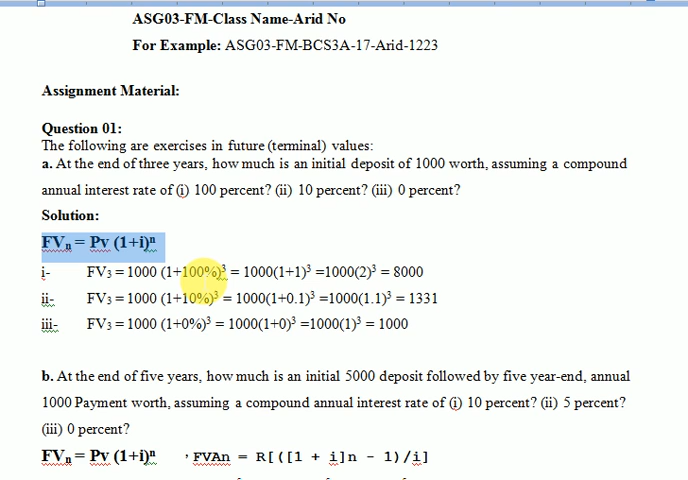 ASG03-FM-Class Name-Arid No
For Example: ASG03-FM-BCS3A-17-Arid-1223
Assignment Material:
Question 01:
The following are exercises in future (terminal) values:
a. At the end of three years, how much is an initial deposit of 1000 worth, assuming a compound
annual interest rate of (i) 100 percent? (ii) 10 percent? (iii) 0 percent?
Solution:
FVₙ = Pv (1+i)ⁿ
i- FV₃ = 1000 (1+100%)³ = 1000(1+1)³ =1000(2)³ = 8000
ii- FV₃ = 1000 (1+10%)³ = 1000(1+0.1)³ =1000(1.1)³ = 1331
iii- FV₃ = 1000 (1+0%)³ = 1000(1+0)³ =1000(1)³ = 1000
b. At the end of five years, how much is an initial 5000 deposit followed by five year-end, annual
1000 Payment worth, assuming a compound annual interest rate of (i) 10 percent? (ii) 5 percent?
(iii) 0 percent?
FVₙ = Pv (1+i)ⁿ , FVAn = R[([1 + i]n - 1)/i]